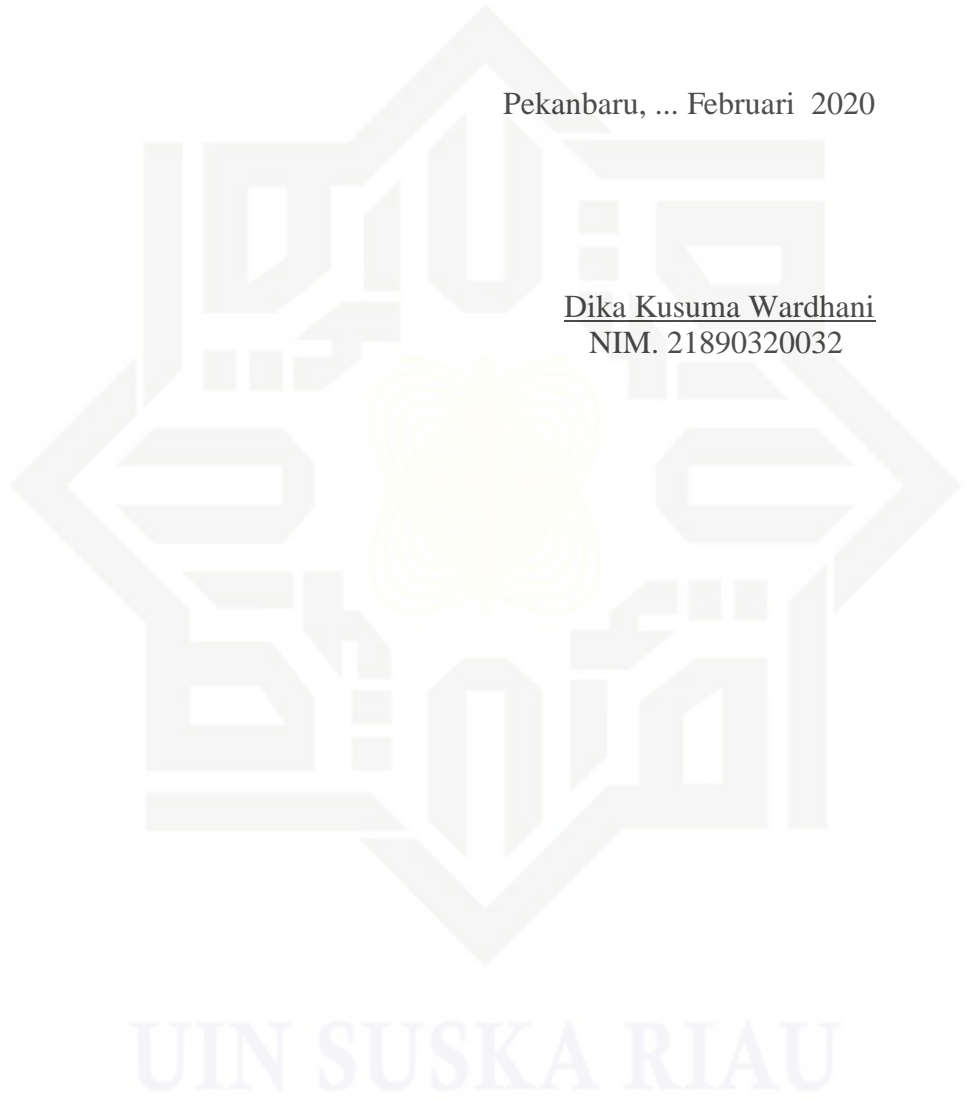 Pekanbaru, ... Februari 2020
Dika Kusuma Wardhani
NIM. 21890320032
UIN SUSKA RIAU